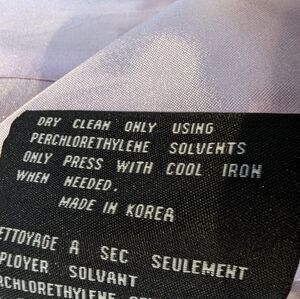 DRY CLEAN ONLY USING
PERCHLORETHYLENE SOLVENTS
ONLY PRESS WITH COOL IRON
WHEN NEEDED.
MADE IN KOREA
ETTOYAGE A SEC SEULEMENT
PLOYER SOLVANT
RCHLORETHYLENE